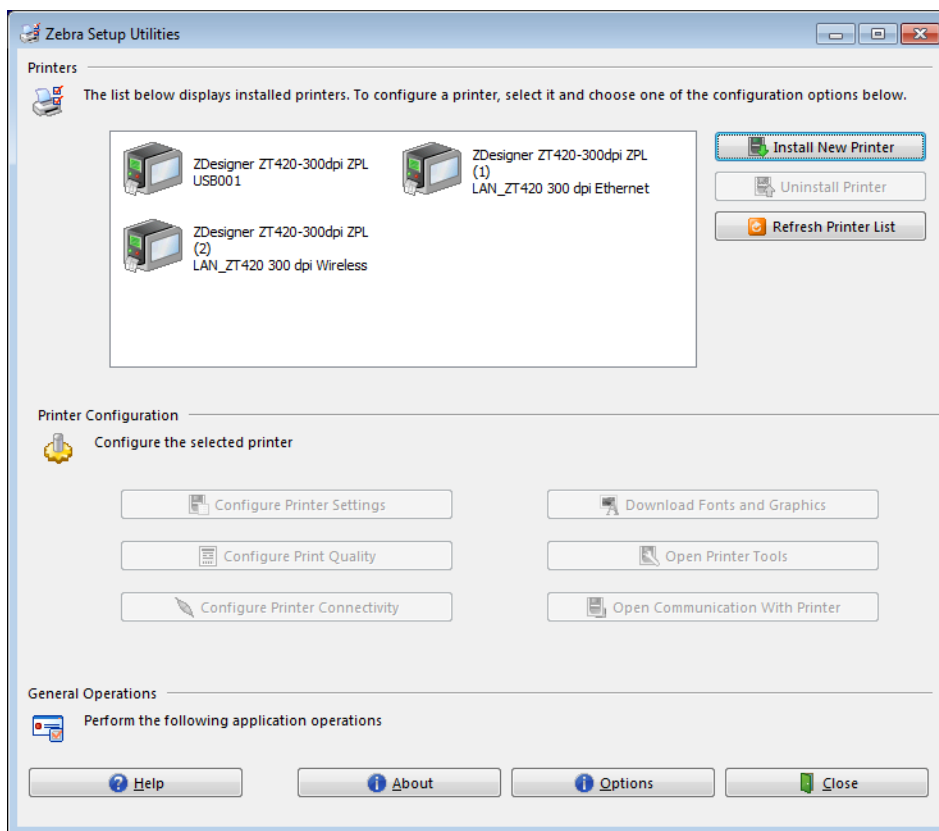 Zebra Setup Utilities
Printers
The list below displays installed printers. To configure a printer, select it and choose one of the configuration options below.
ZDesigner ZT420-300dpi ZPL
USB001
ZDesigner ZT420-300dpi ZPL
(1)
LAN_ZT420 300 dpi Ethernet
ZDesigner ZT420-300dpi ZPL
(2)
LAN_ZT420 300 dpi Wireless
Install New Printer
Uninstall Printer
Refresh Printer List
Printer Configuration
Configure the selected printer
Configure Printer Settings
Download Fonts and Graphics
Configure Print Quality
Open Printer Tools
Configure Printer Connectivity
Open Communication With Printer
General Operations
Perform the following application operations
Help
About
Options
Close